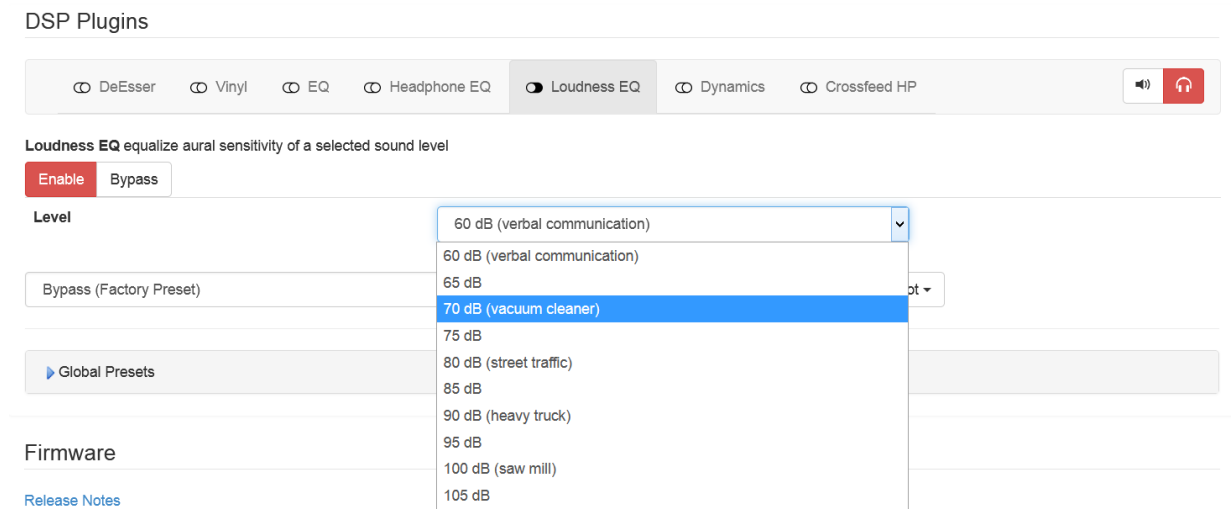 DSP Plugins
DeEsser Vinyl EQ Headphone EQ Loudness EQ Dynamics Crossfeed HP
Loudness EQ equalize aural sensitivity of a selected sound level
Enable Bypass
Level 60 dB (verbal communication)
60 dB (verbal communication)
65 dB
Bypass (Factory Preset)
70 dB (vacuum cleaner)
75 dB
80 dB (street traffic)
85 dB
90 dB (heavy truck)
95 dB
100 dB (saw mill)
105 dB
Global Presets
Firmware
Release Notes